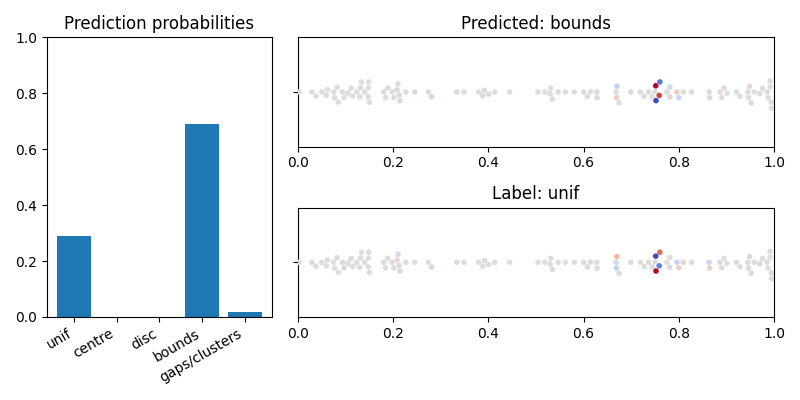 Prediction probabilities
1.0
0.8
0.6
0.4
0.2
0.0
unif
centre
disc
bounds
gaps/clusters
Predicted: bounds
0.0 0.2 0.4 0.6 0.8 1.0
Label: unif
0.0 0.2 0.4 0.6 0.8 1.0